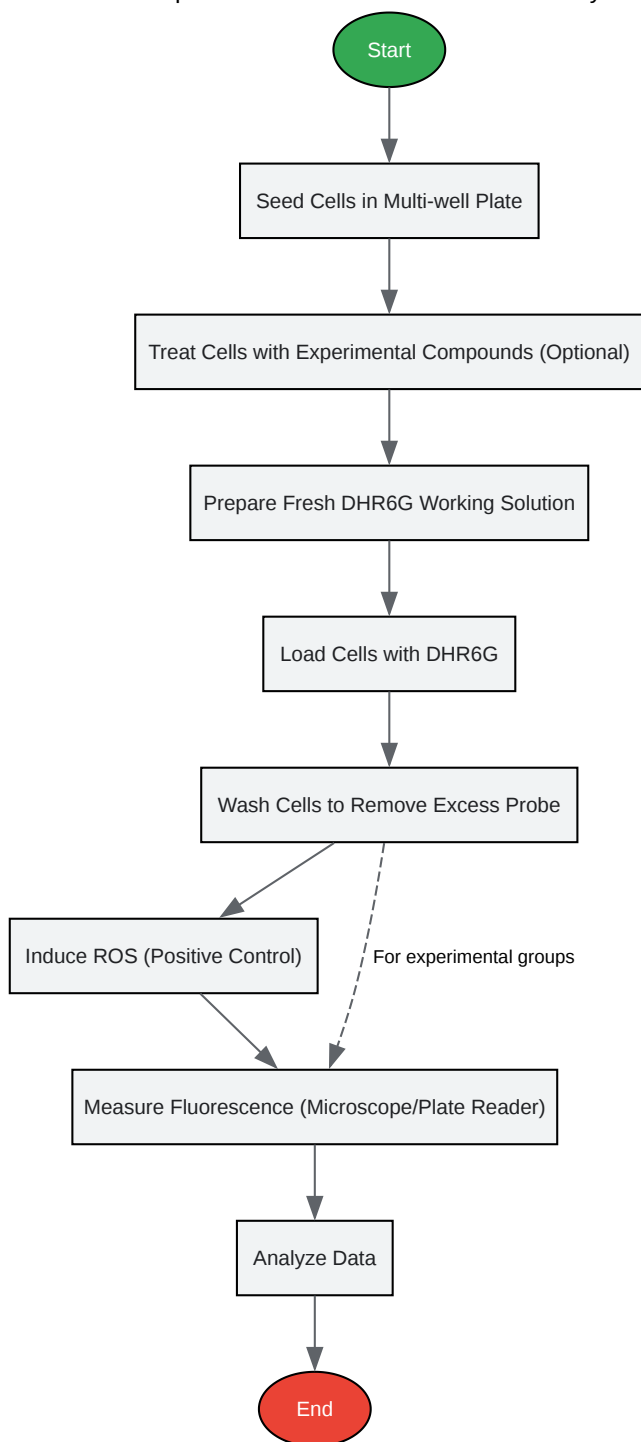 Start
Seed Cells in Multi-well Plate
Treat Cells with Experimental Compounds (Optional)
Prepare Fresh DHR6G Working Solution
Load Cells with DHR6G
Wash Cells to Remove Excess Probe
Induce ROS (Positive Control)
For experimental groups
Measure Fluorescence (Microscope/Plate Reader)
Analyze Data
End